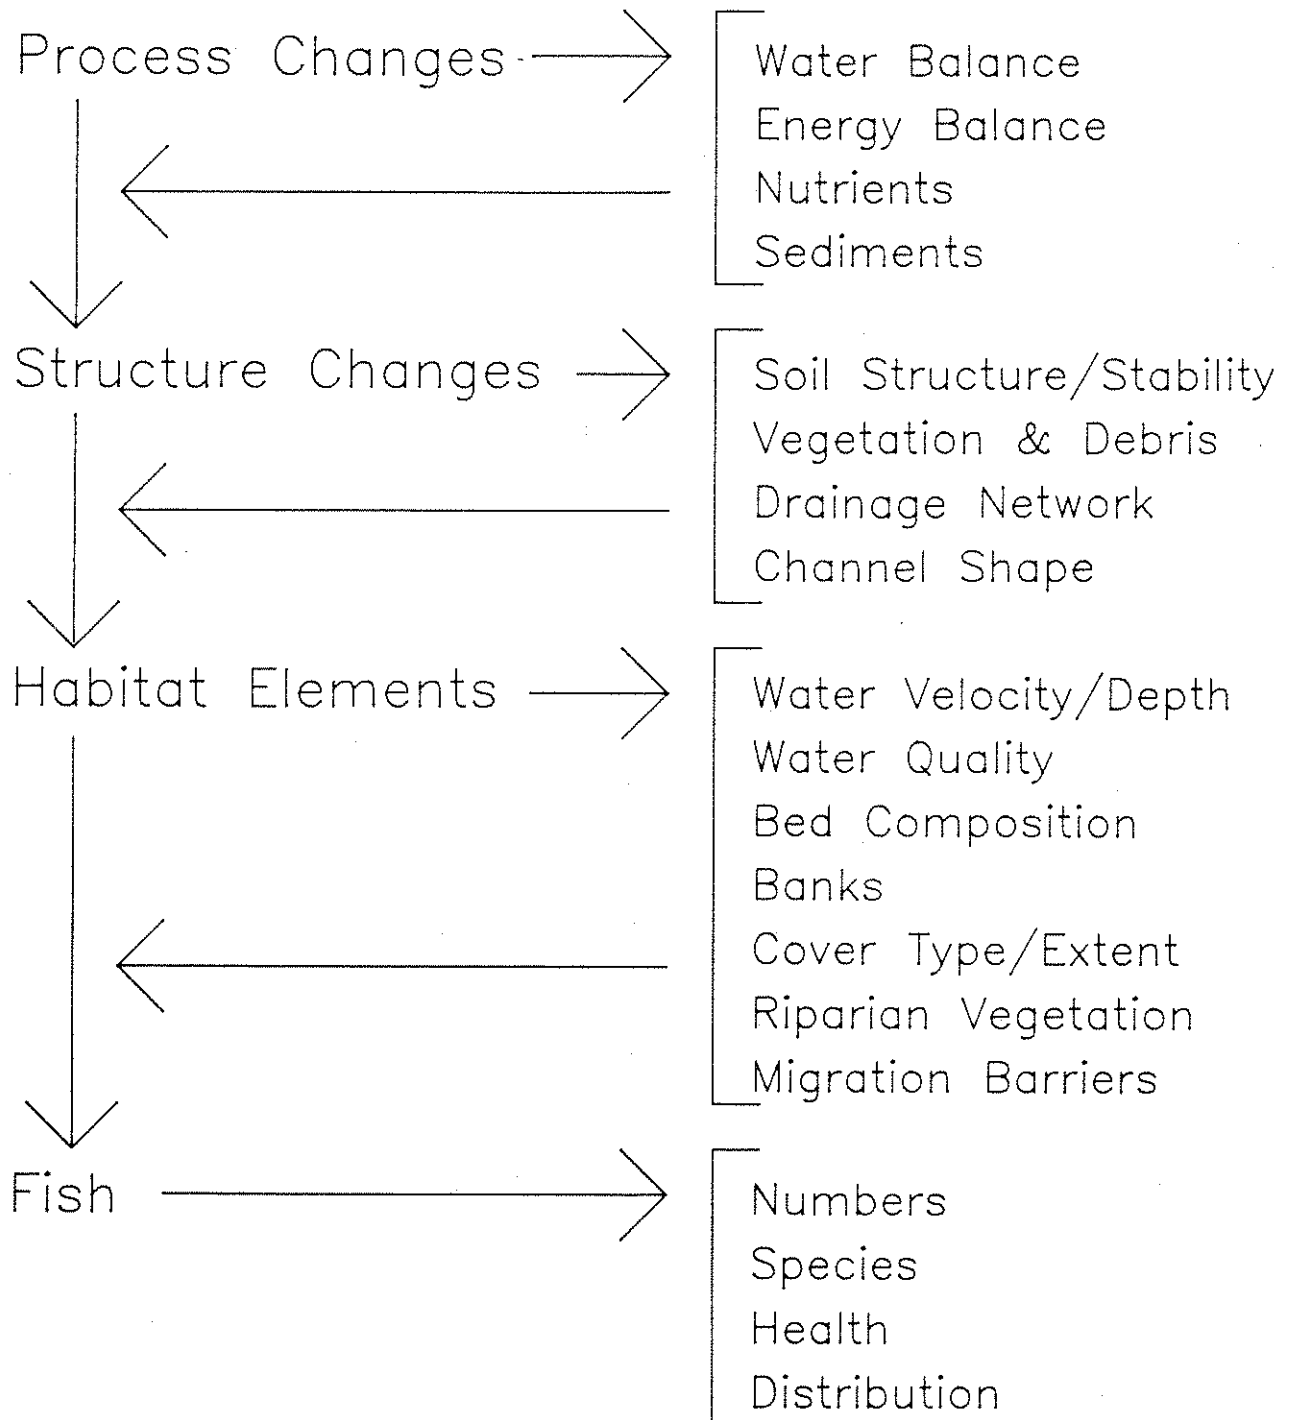 Process Changes
Water Balance
Energy Balance
Nutrients
Sediments
Structure Changes
Soil Structure/Stability
Vegetation & Debris
Drainage Network
Channel Shape
Habitat Elements
Water Velocity/Depth
Water Quality
Bed Composition
Banks
Cover Type/Extent
Riparian Vegetation
Migration Barriers
Fish
Numbers
Species
Health
Distribution